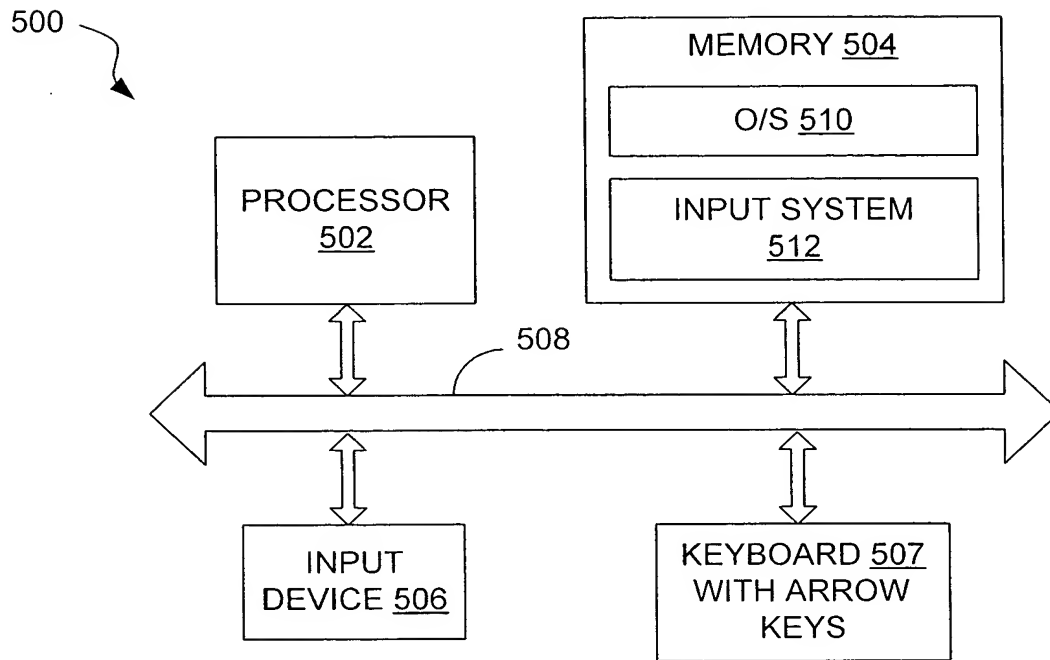 500
MEMORY 504
O/S 510
INPUT SYSTEM
512
PROCESSOR
502
508
INPUT
DEVICE 506
KEYBOARD 507
WITH ARROW
KEYS